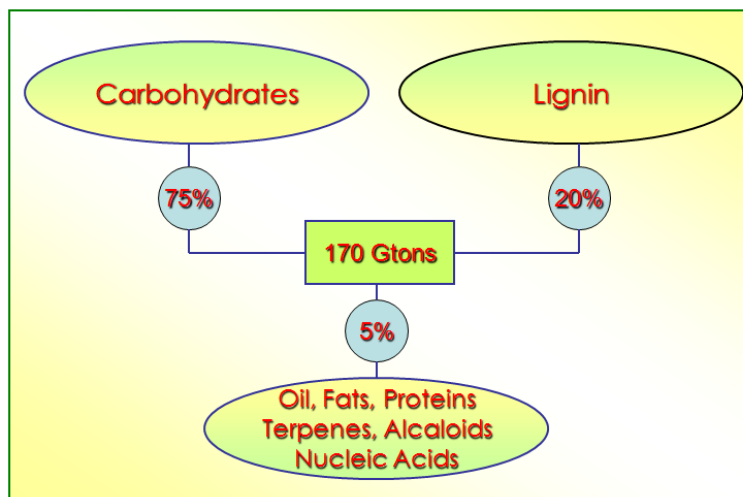 Carbohydrates
Lignin
75%
20%
170 Gtons
5%
Oil, Fats, Proteins
Terpenes, Alcaloids
Nucleic Acids